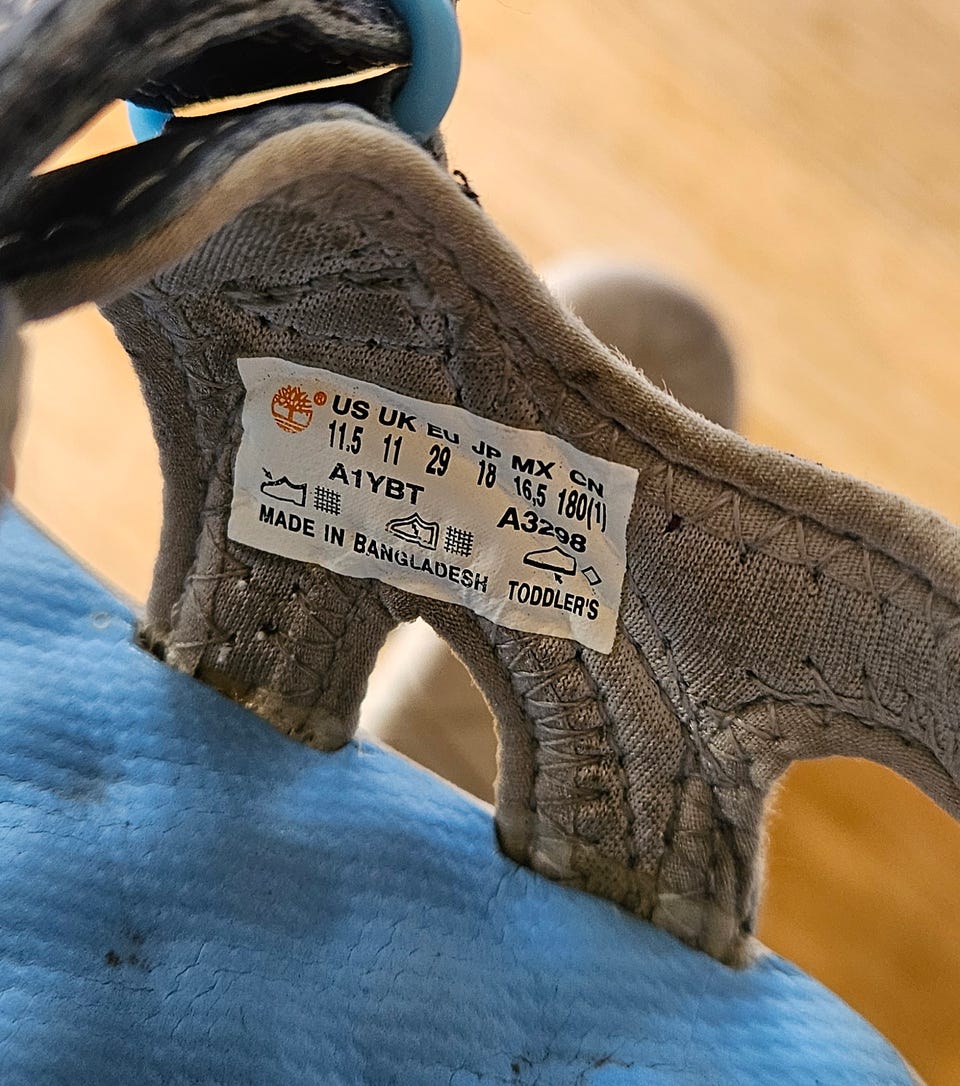 ® US UK EU JP MX CN
11.5 11 29 18 16,5 180(1)
A1YBT A3298
MADE IN BANGLADESH TODDLER'S